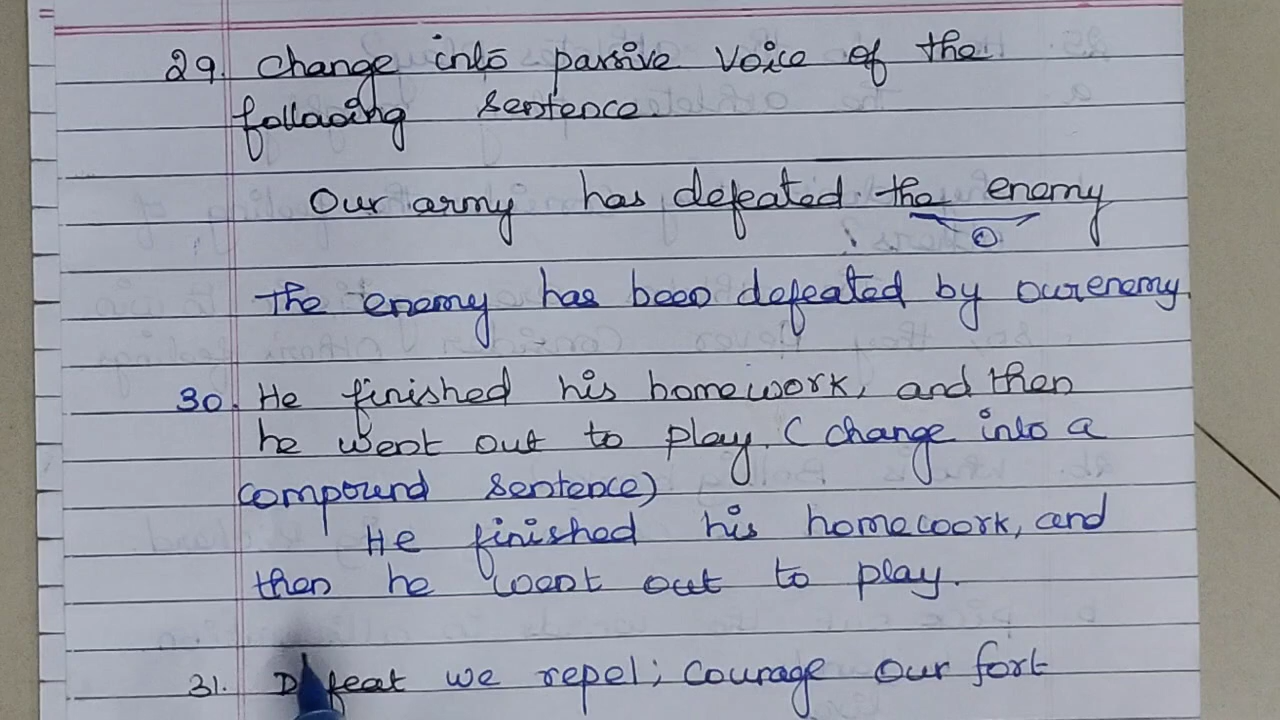 29. Change into passive voice of the
following sentence.
Our army has defeated the enemy
O
the enemy has been defeated by our enemy
30. He finished his homework, and then
he went out to play. (change into a
compound sentence)
He finished his homework, and
then he went out to play.
31. Defeat we repel; courage our fort